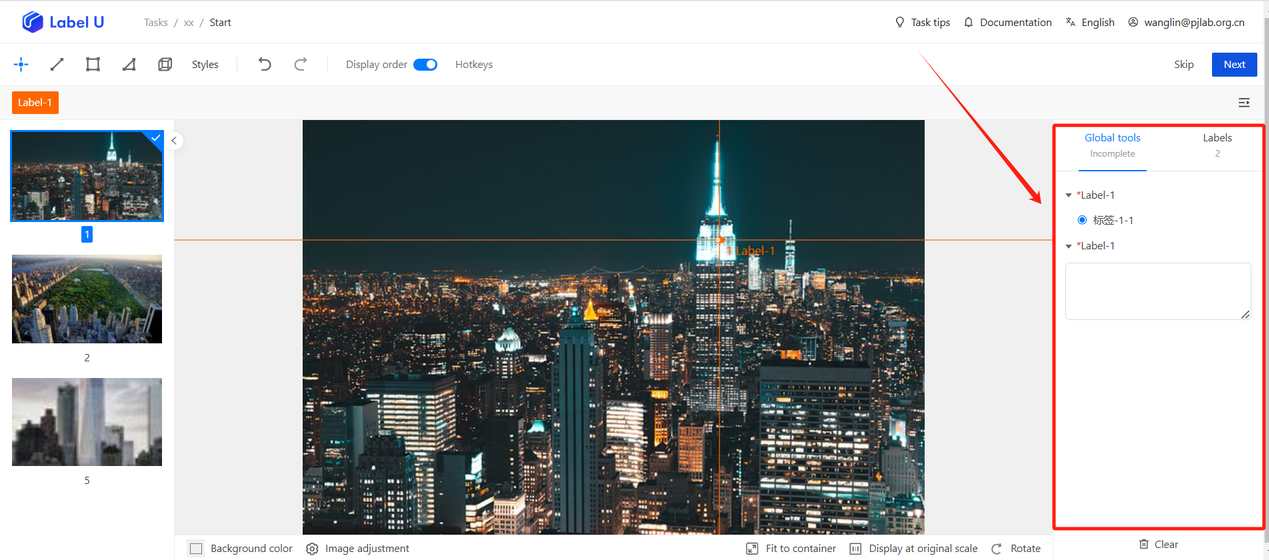 Label U
Tasks / xx / Start
Task tips
Documentation
English
wanglin@pjlab.org.cn
Styles
Display order
Hotkeys
Skip
Next
Label-1
1
2
5
1 Label-1
Global tools
Incomplete
Labels
2
*Label-1
标签-1-1
*Label-1
Background color
Image adjustment
Fit to container
Display at original scale
Rotate
Clear